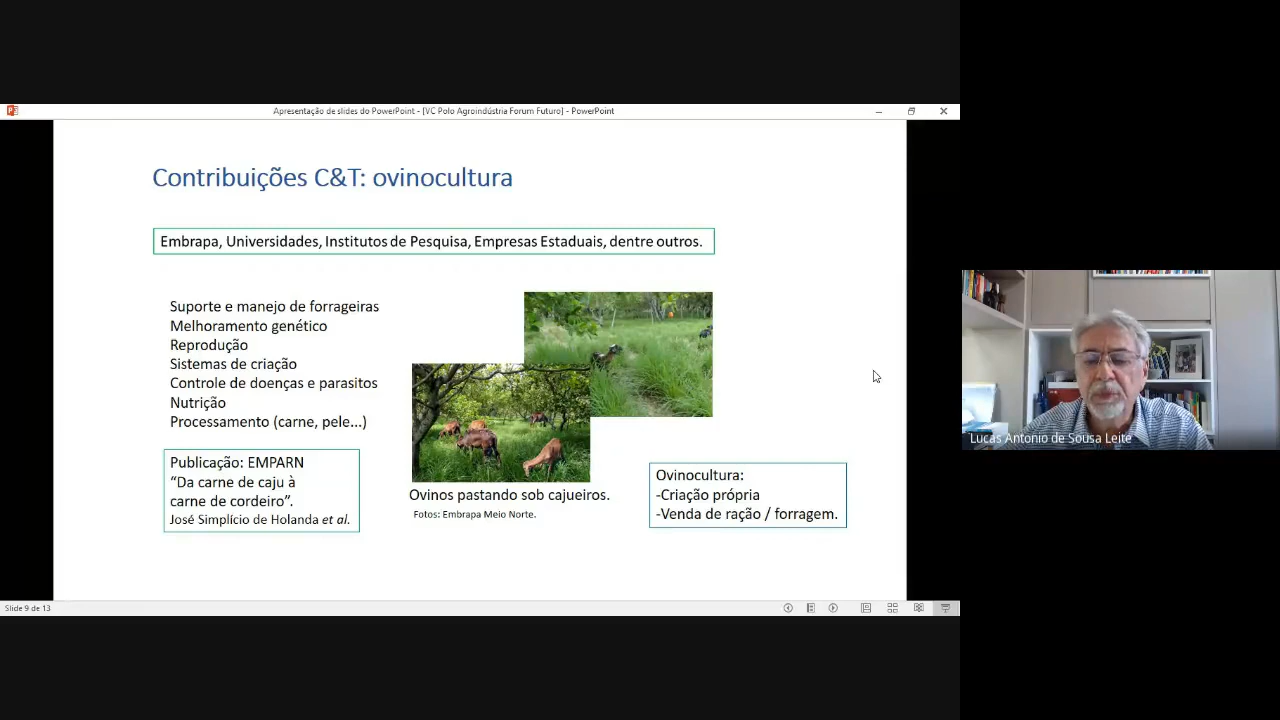 Apresentação de slides do PowerPoint - [VC Polo Agroindústria Forum Futuro] - PowerPoint
Contribuições C&T: ovinocultura
Embrapa, Universidades, Institutos de Pesquisa, Empresas Estaduais, dentre outros.
Suporte e manejo de forrageiras
Melhoramento genético
Reprodução
Sistemas de criação
Controle de doenças e parasitos
Nutrição
Processamento (carne, pele...)
Publicação: EMPARN
“Da carne de caju à
carne de cordeiro”.
José Simplício de Holanda et al.
Ovinos pastando sob cajueiros.
Fotos: Embrapa Meio Norte.
Ovinocultura:
-Criação própria
-Venda de ração / forragem.
Slide 9 de 13
Lucas Antonio de Sousa Leite